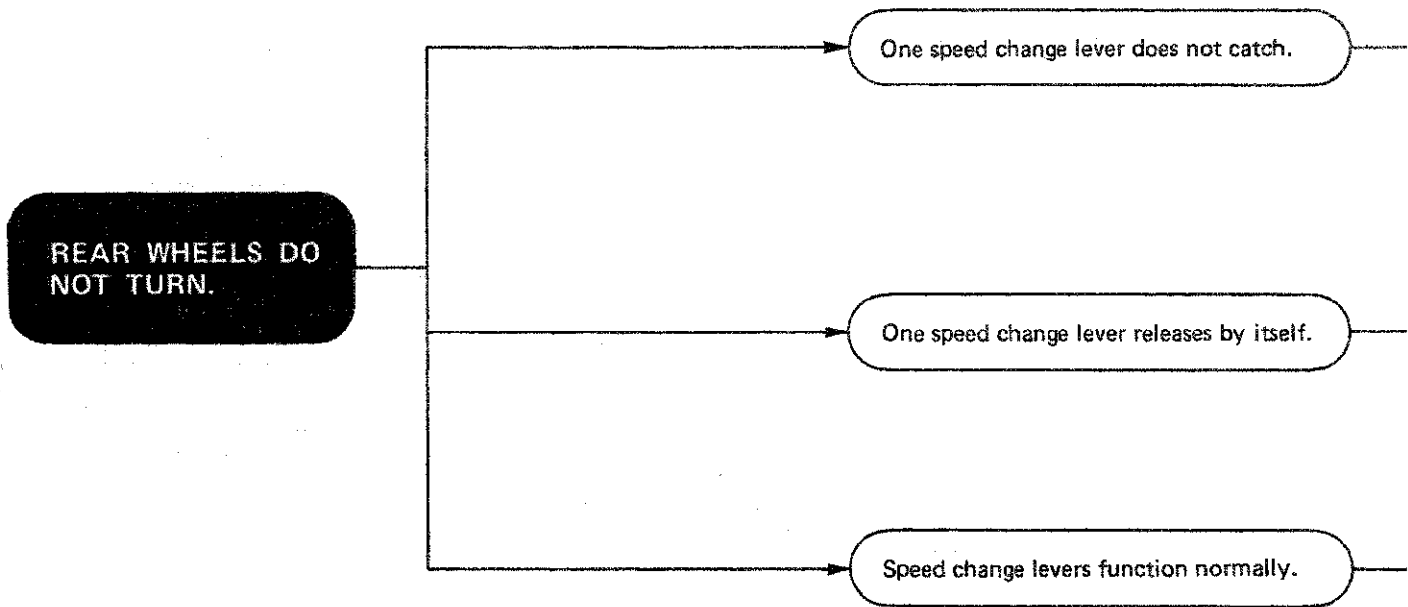 One speed change lever does not catch.
REAR WHEELS DO
NOT TURN.
One speed change lever releases by itself.
Speed change levers function normally.